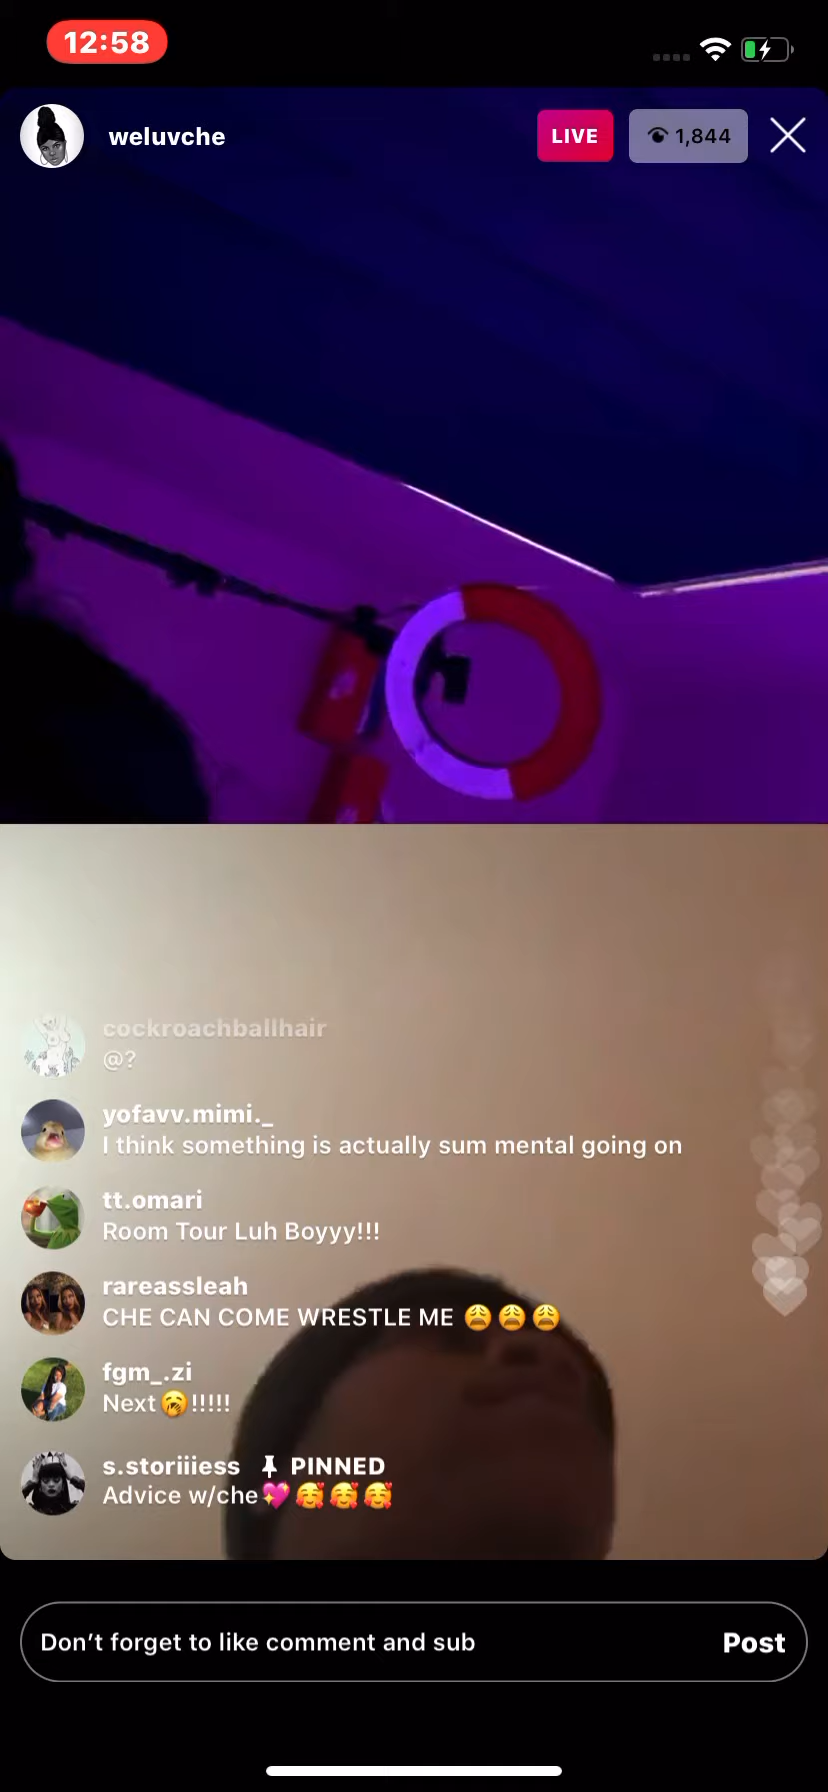 12:58
weluvche
LIVE
1,844
cockroachballhair
@?
yofavv.mimi._
I think something is actually sum mental going on
tt.omari
Room Tour Luh Boyyy!!!
rareassleah
CHE CAN COME WRESTLE ME 😩😩😩
fgm_.zi
Next🥱!!!!!
s.storiiiess 📌 PINNED
Advice w/che💖🥰🥰🥰
Don’t forget to like comment and sub
Post